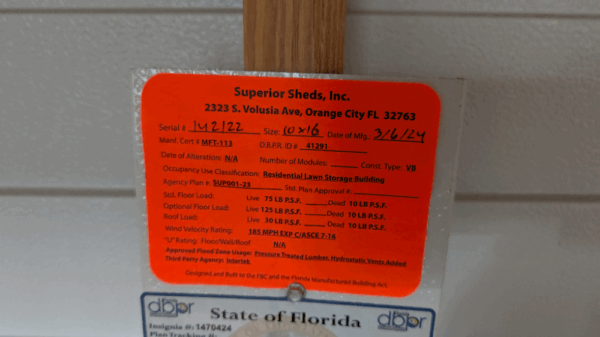 Superior Sheds, Inc.
2323 S. Volusia Ave, Orange City FL 32763
Serial # 142122 Size: 10x16 Date of Mfg. 3/6/24
Manf. Cert # MFT-113 D.B.P.R. ID # 41291
Date of Alteration: N/A Number of Modules: Const. Type VB
Occupancy Use Classification: Residential Lawn Storage Building
Agency Plan #: SUP001-23 Std. Plan Approval #:
Std. Floor Load: Live 75 LB P.S.F. Dead 10 LB P.S.F.
Optional Floor Load: Live 125 LB P.S.F. Dead 10 LB P.S.F.
Roof Load: Live 30 LB P.S.F. Dead 10 LB P.S.F.
Wind Velocity Rating: 185 MPH EXP C/ASCE 7-16
"U" Rating: Floor/Wall/Roof N/A
Approved Flood Zone Usage: Pressure Treated Lumber, Hydrostatic Vents Added
Third Party Agency: Intertek
Designed and Built to the FBC and the Florida Manufactured Building Act.
dbpr State of Florida dbpr
Insignia #: 1470424
Plan Tracking #: